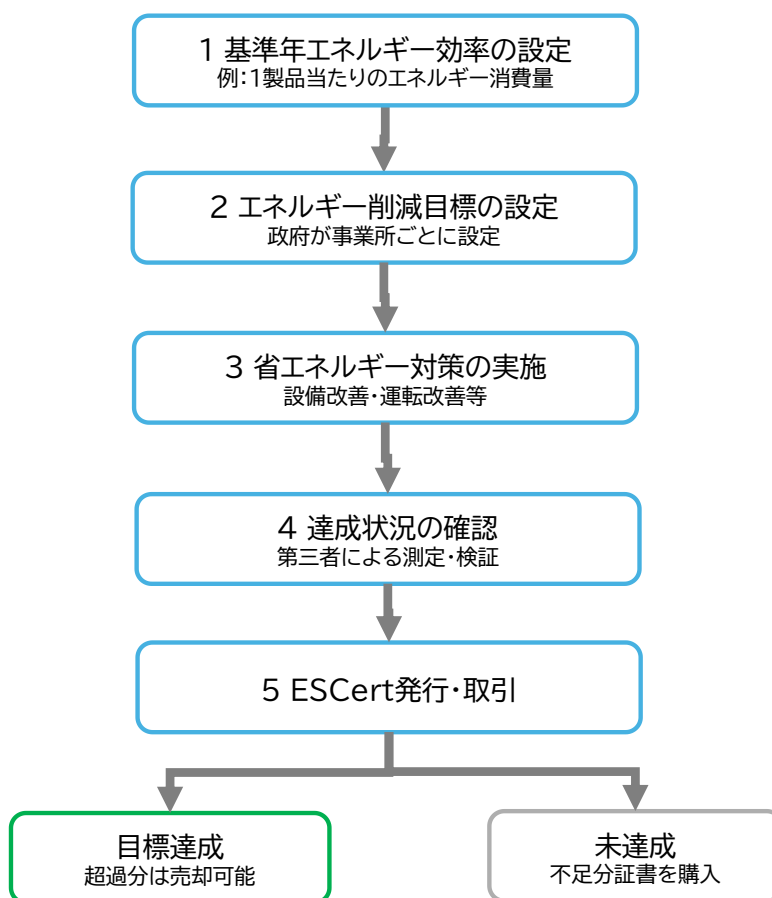 1 基準年エネルギー効率の設定
例：1製品当たりのエネルギー消費量
2 エネルギー削減目標の設定
政府が事業所ごとに設定
3 省エネルギー対策の実施
設備改善・運転改善等
4 達成状況の確認
第三者による測定・検証
5 ESCert発行・取引
目標達成
超過分は売却可能
未達成
不足分証書を購入